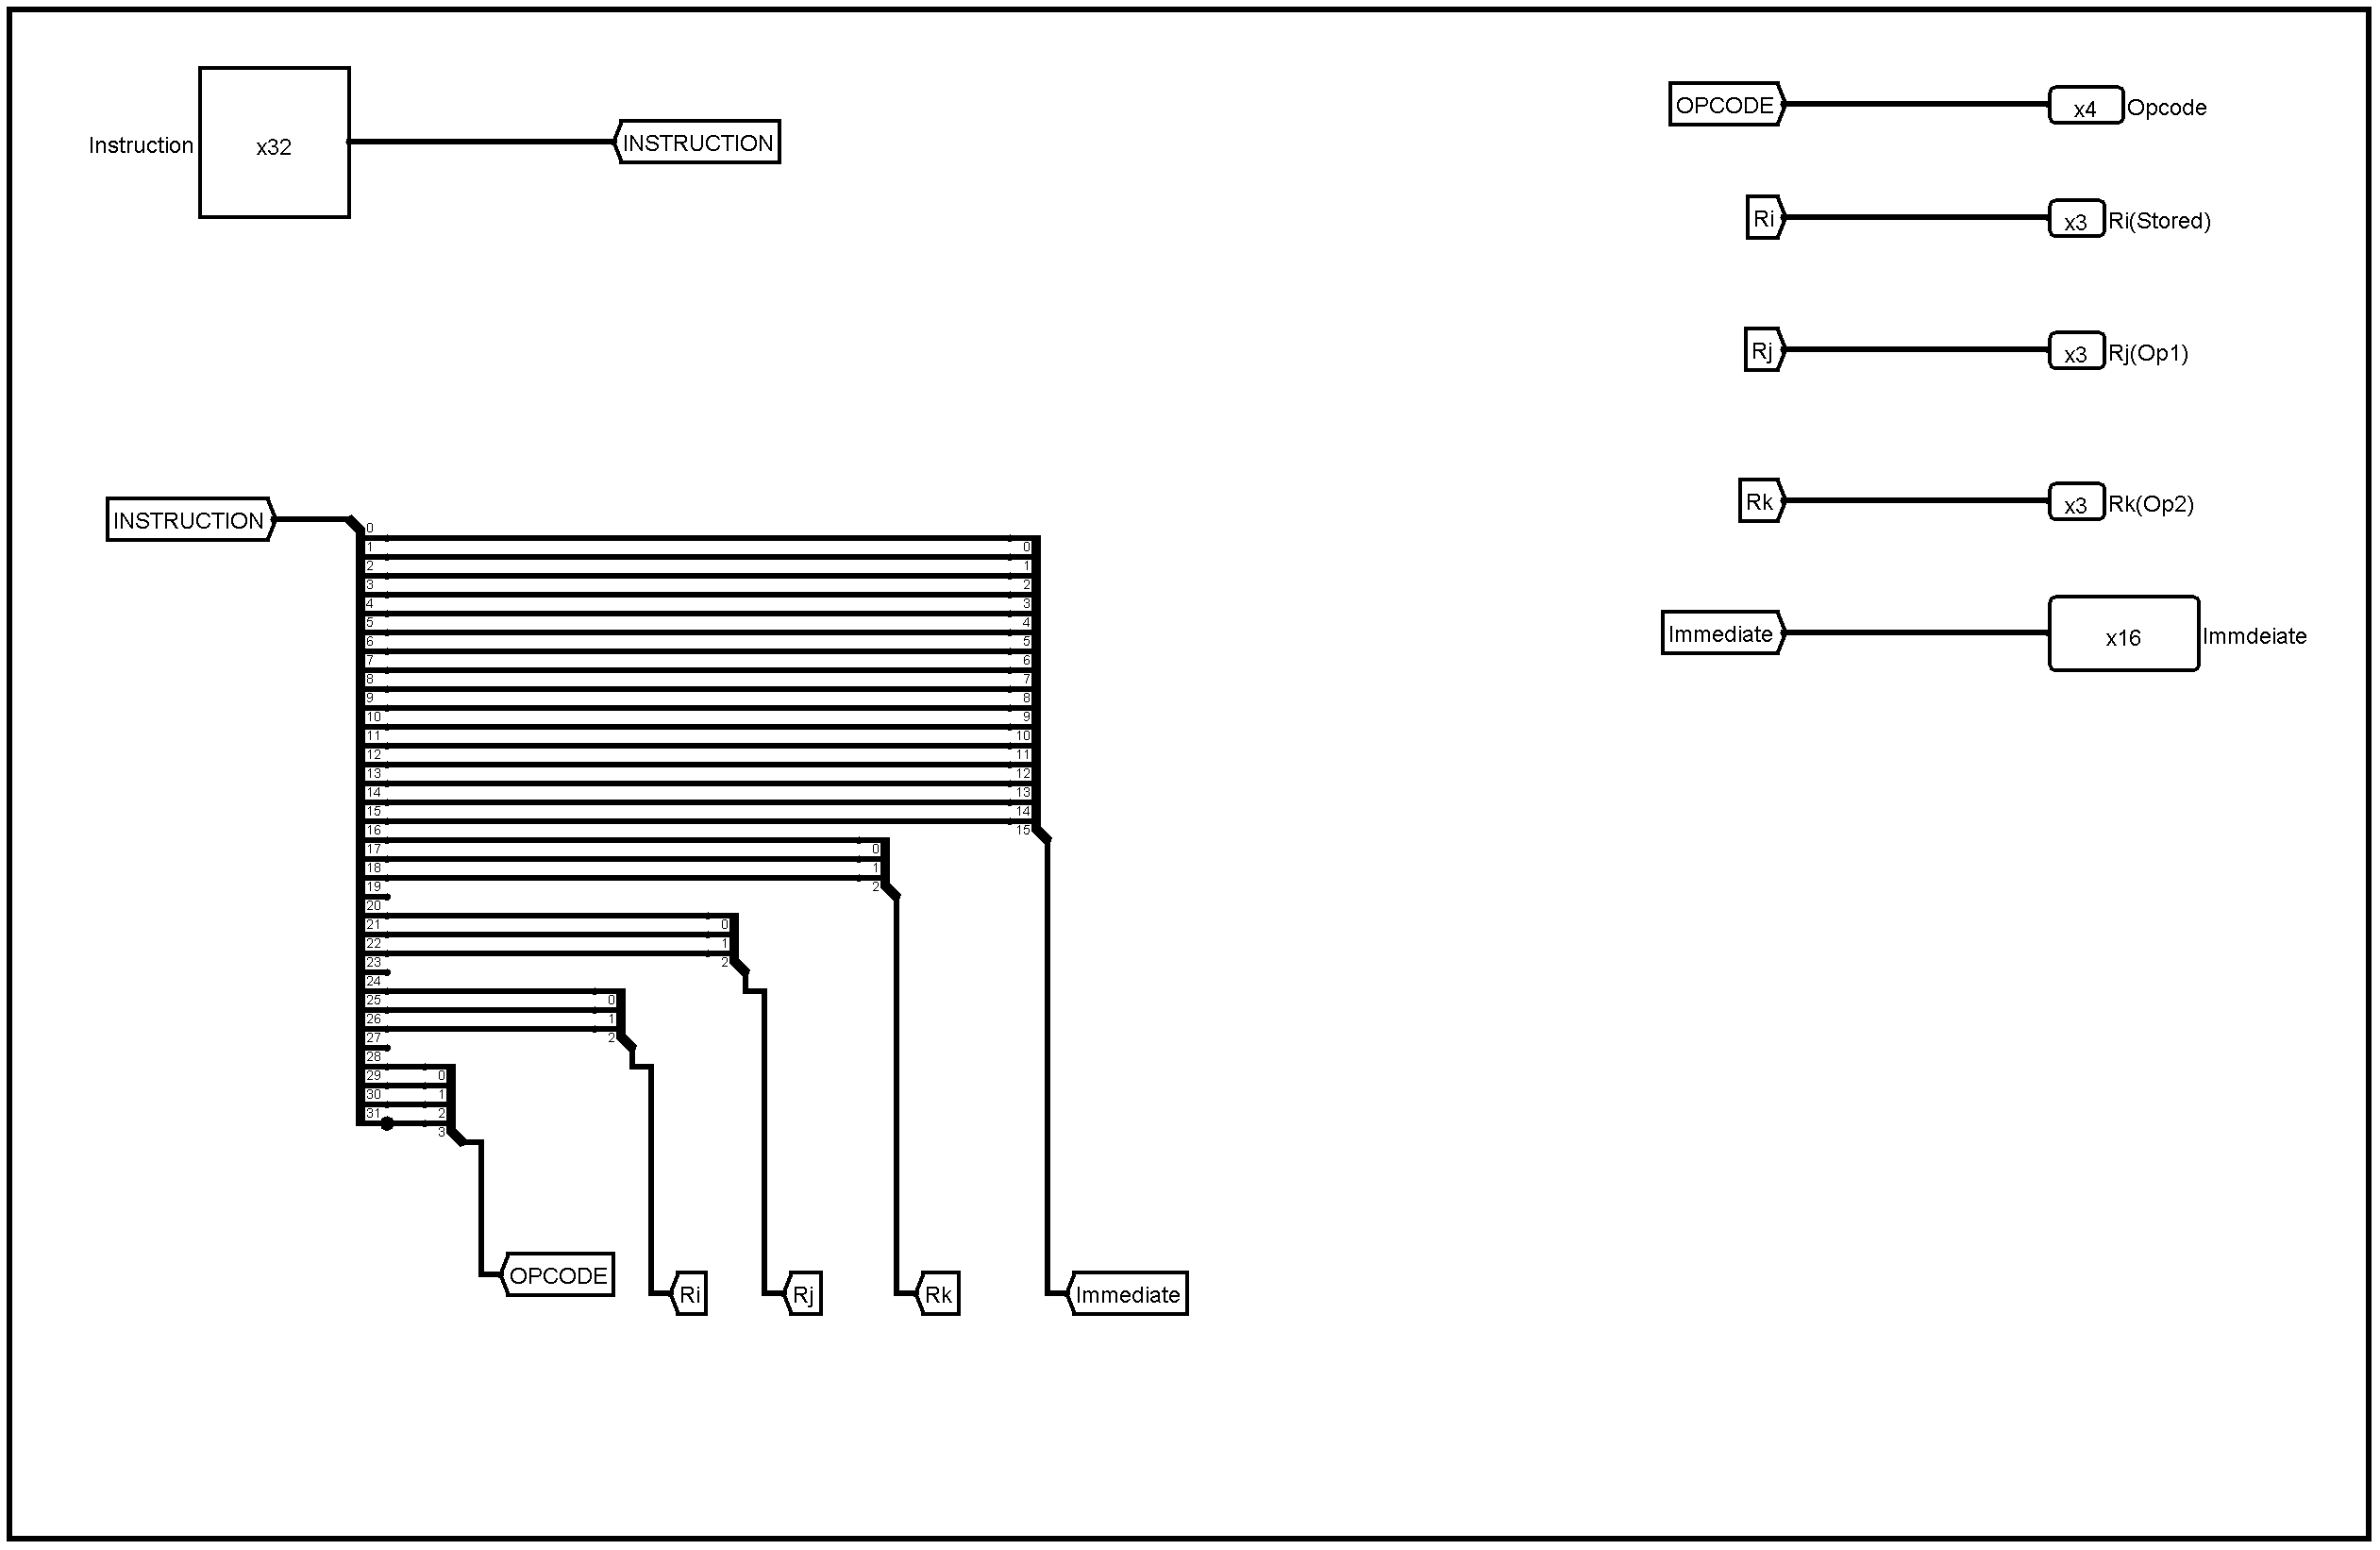 Instruction
x32
INSTRUCTION
OPCODE
x4
Opcode
Ri
x3
Ri(Stored)
Rj
x3
Rj(Op1)
Rk
x3
Rk(Op2)
Immediate
x16
Immdeiate
INSTRUCTION
0
1
0
2
1
3
2
4
3
5
4
6
5
7
6
8
7
9
8
10
9
11
10
12
11
13
12
14
13
15
14
16
15
17
0
18
1
19
2
20
21
0
22
1
23
2
24
25
0
26
1
27
2
28
29
0
30
1
31
2
3
OPCODE
Ri
Rj
Rk
Immediate